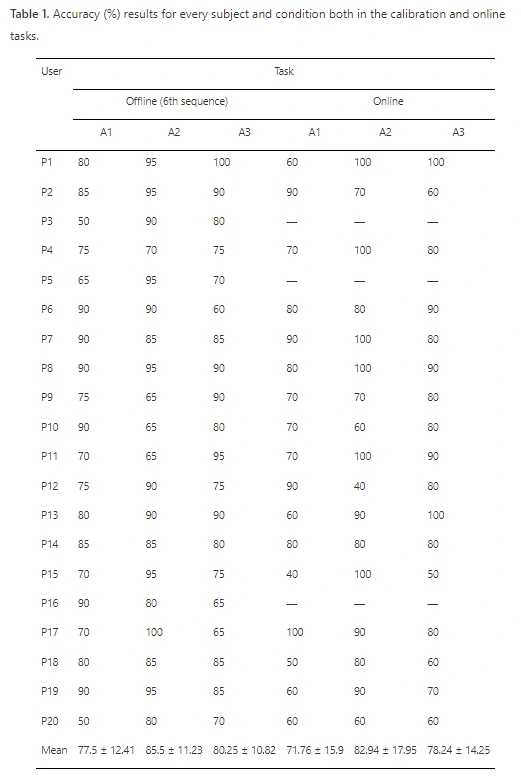 Table 1. Accuracy (%) results for every subject and condition both in the calibration and online
tasks.
User Task
Offline (6th sequence) Online
A1 A2 A3 A1 A2 A3
P1 80 95 100 60 100 100
P2 85 95 90 90 70 60
P3 50 90 80 — — —
P4 75 70 75 70 100 80
P5 65 95 70 — — —
P6 90 90 60 80 80 90
P7 90 85 85 90 100 80
P8 90 95 90 80 100 90
P9 75 65 90 70 70 80
P10 90 65 80 70 60 80
P11 70 65 95 70 100 90
P12 75 90 75 90 40 80
P13 80 90 90 60 90 100
P14 85 85 80 80 80 80
P15 70 95 75 40 100 50
P16 90 80 65 — — —
P17 70 100 65 100 90 80
P18 80 85 85 50 80 60
P19 90 95 85 60 90 70
P20 50 80 70 60 60 60
Mean 77.5 ± 12.41 85.5 ± 11.23 80.25 ± 10.82 71.76 ± 15.9 82.94 ± 17.95 78.24 ± 14.25